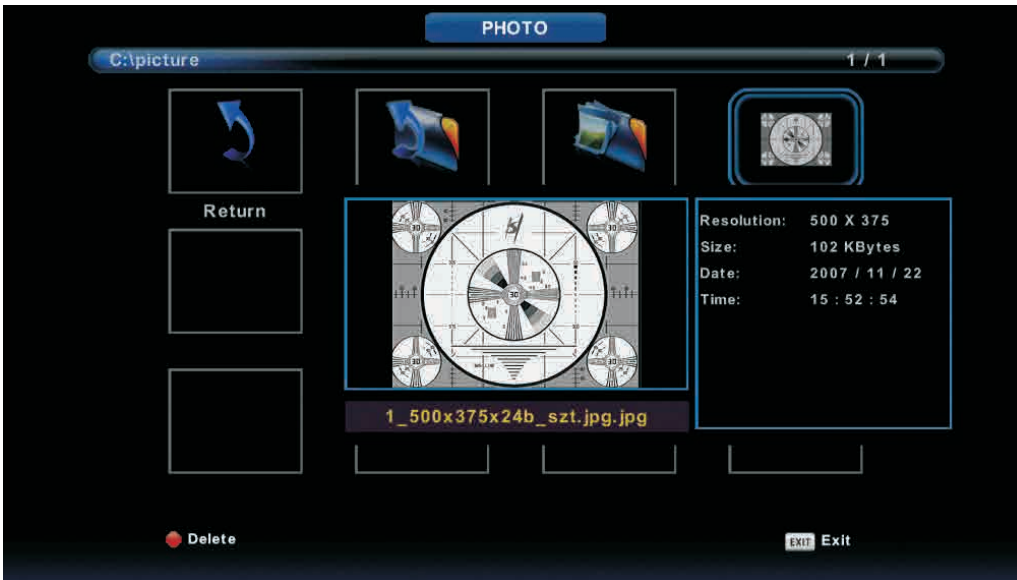 PHOTO
C:\picture 1 / 1
Return
Resolution: 500 X 375
Size: 102 KBytes
Date: 2007 / 11 / 22
Time: 15 : 52 : 54
1_500x375x24b_szt.jpg.jpg
Delete
EXIT Exit